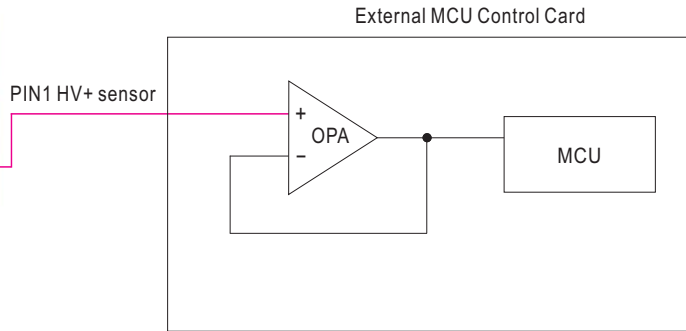 External MCU Control Card
PIN1 HV+ sensor
+
OPA
−
MCU